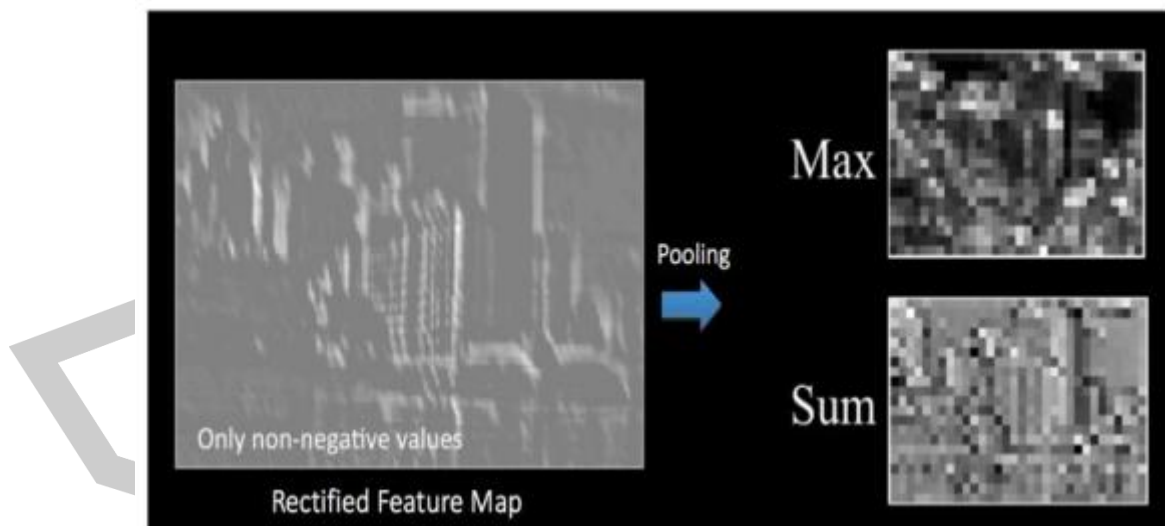 Max
Pooling
Sum
Only non-negative values
Rectified Feature Map